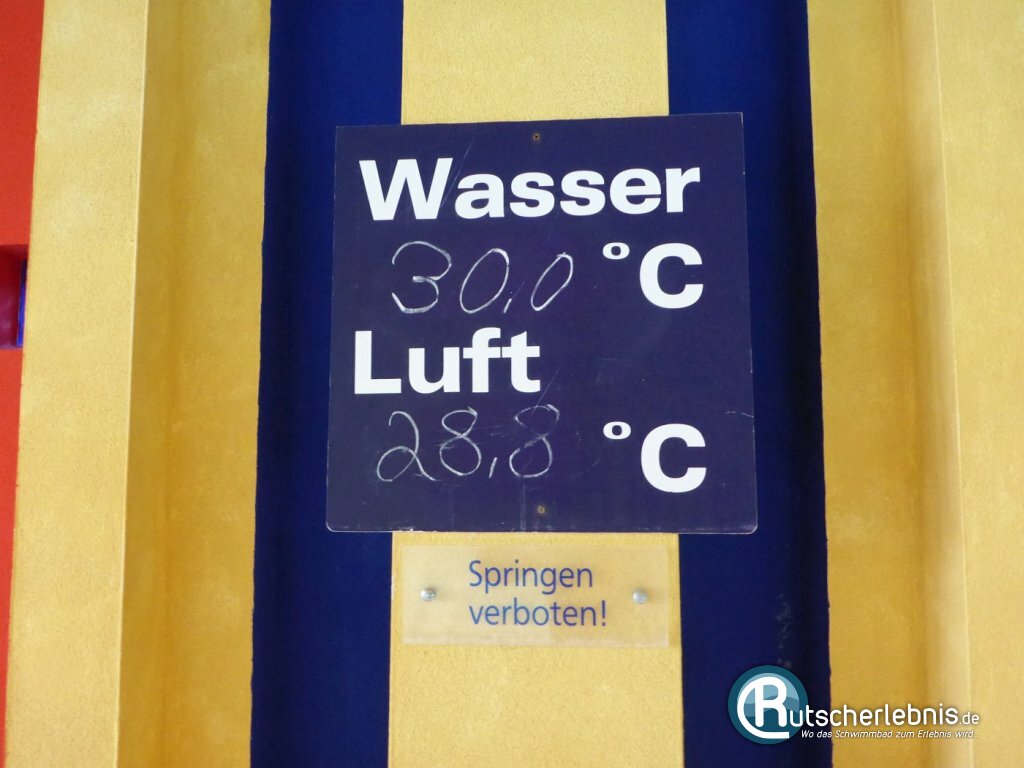 Wasser
30,0 °C
Luft
28,8 °C
Springen
verboten!
Rutscherlebnis.de
Wo das Schwimmbad zum Erlebnis wird.